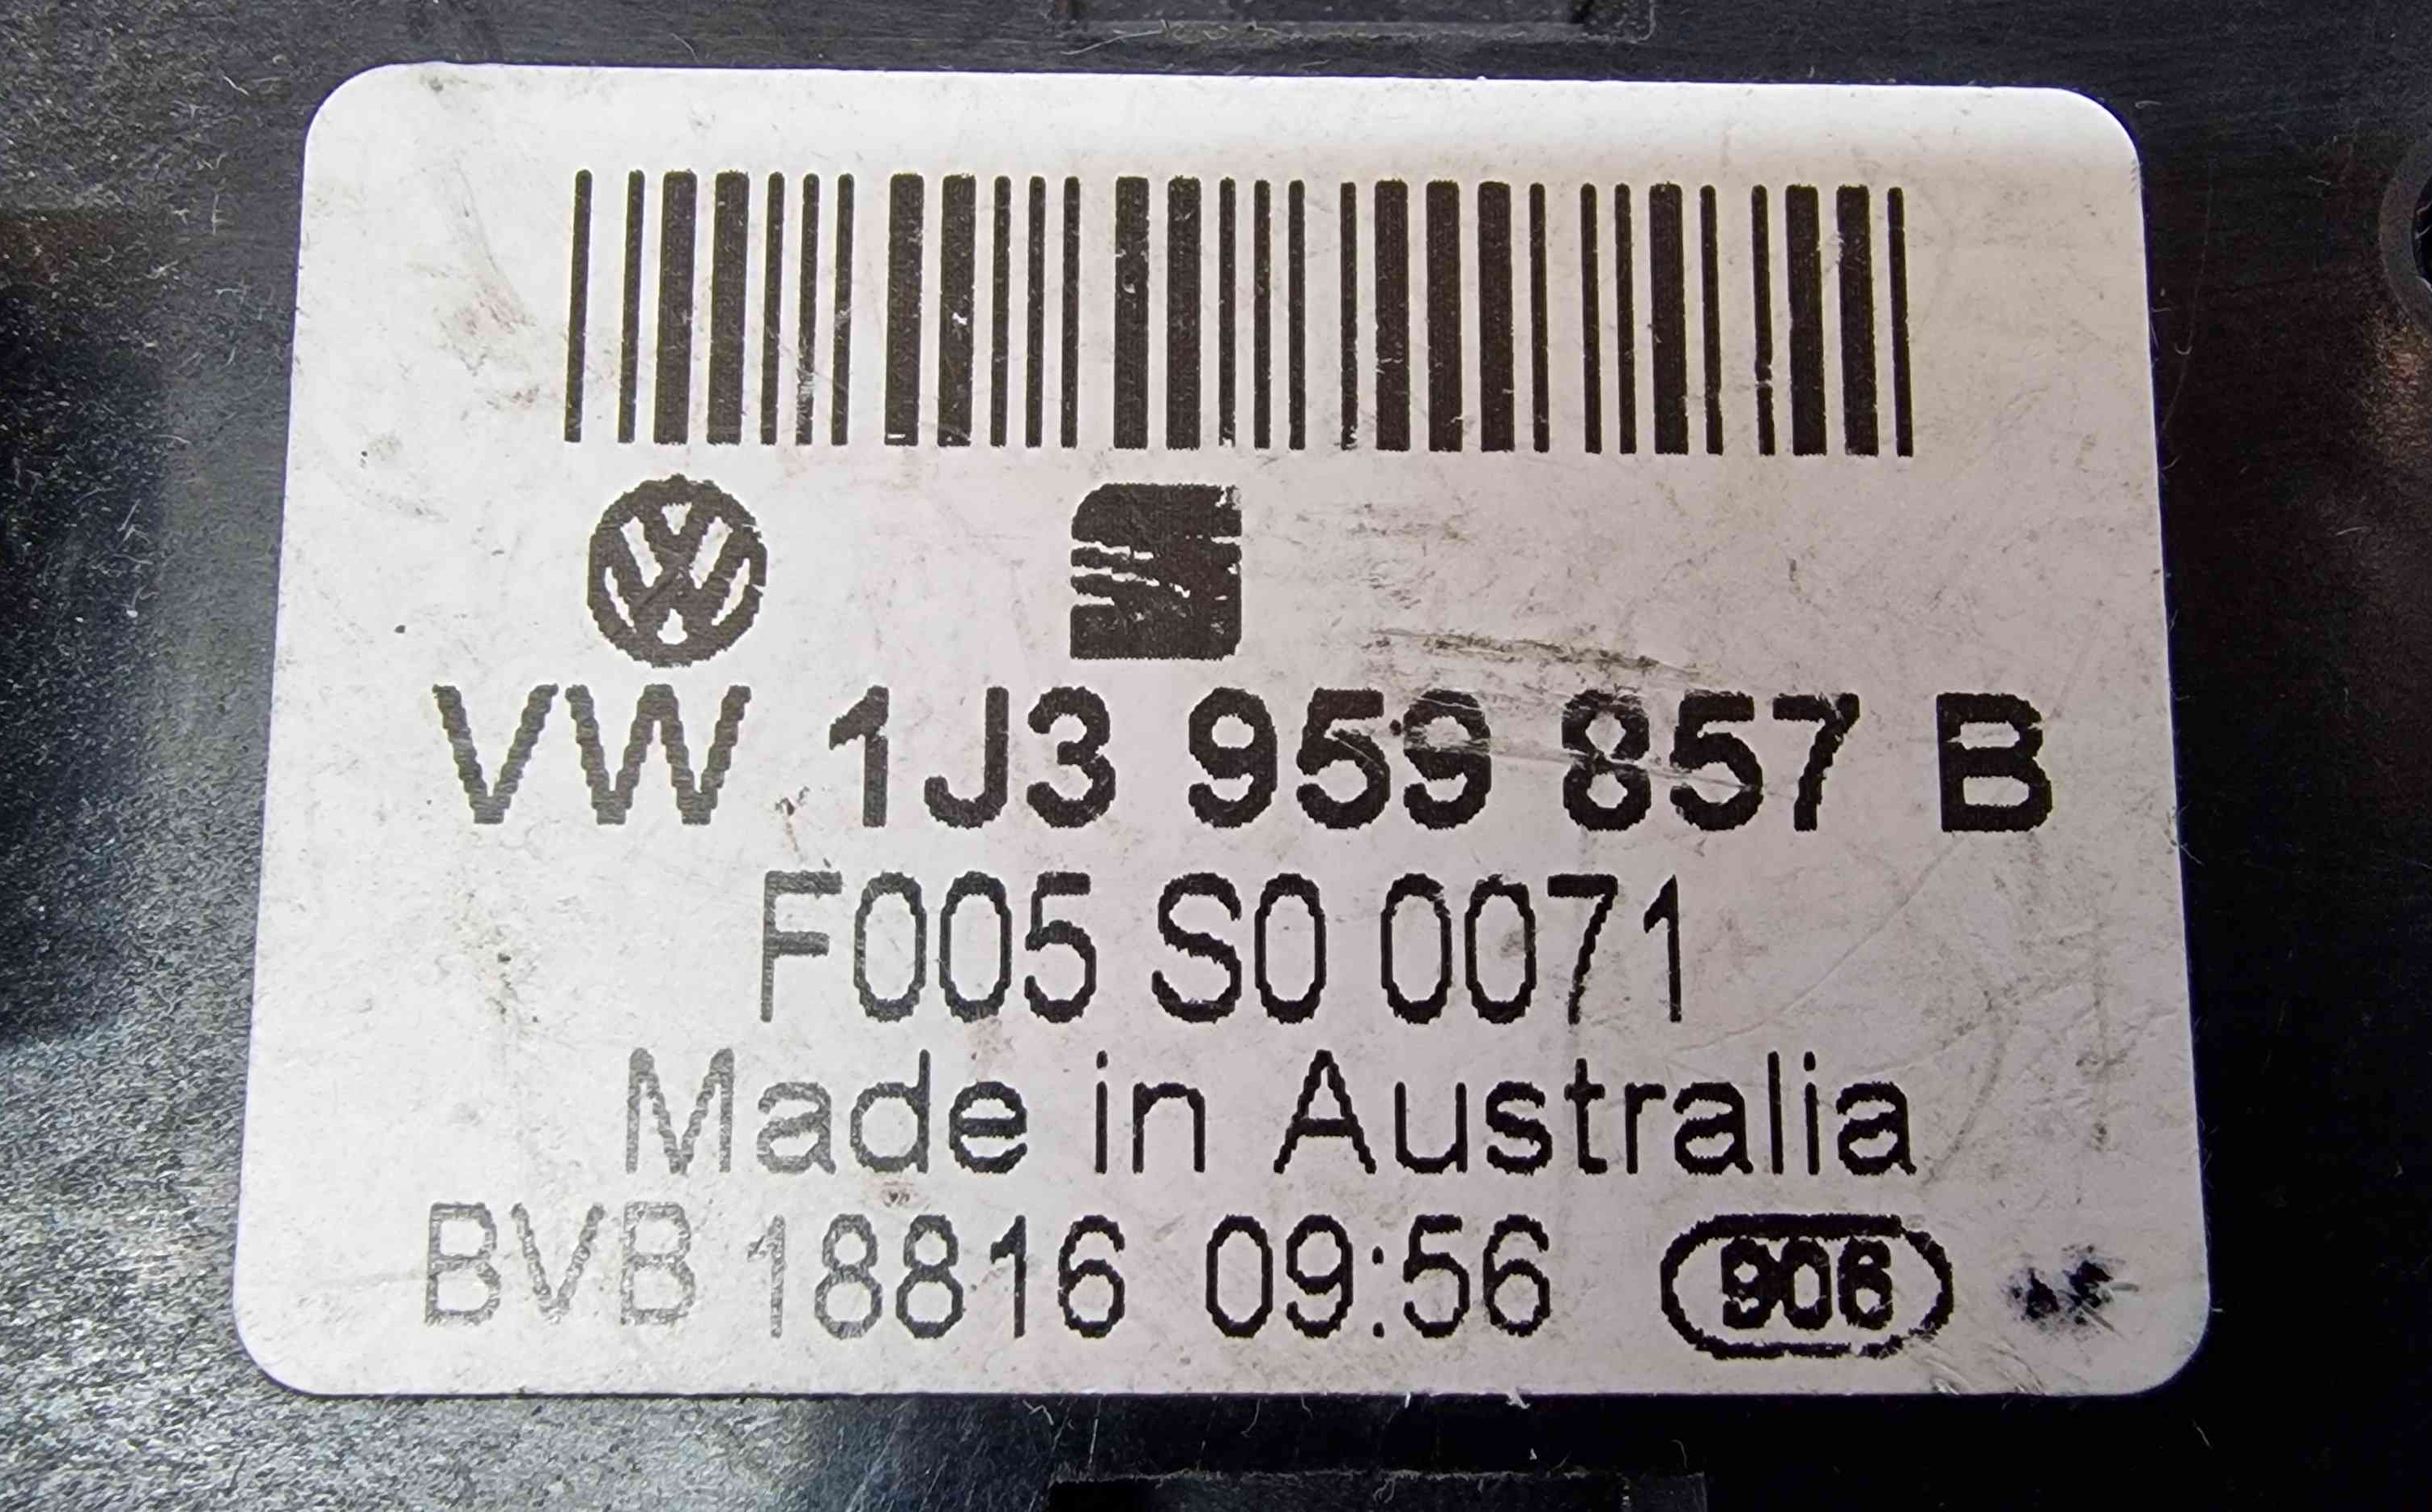 VW 1J3 959 857 B
F005 S0 0071
Made in Australia
BVB 18816 09:56 906